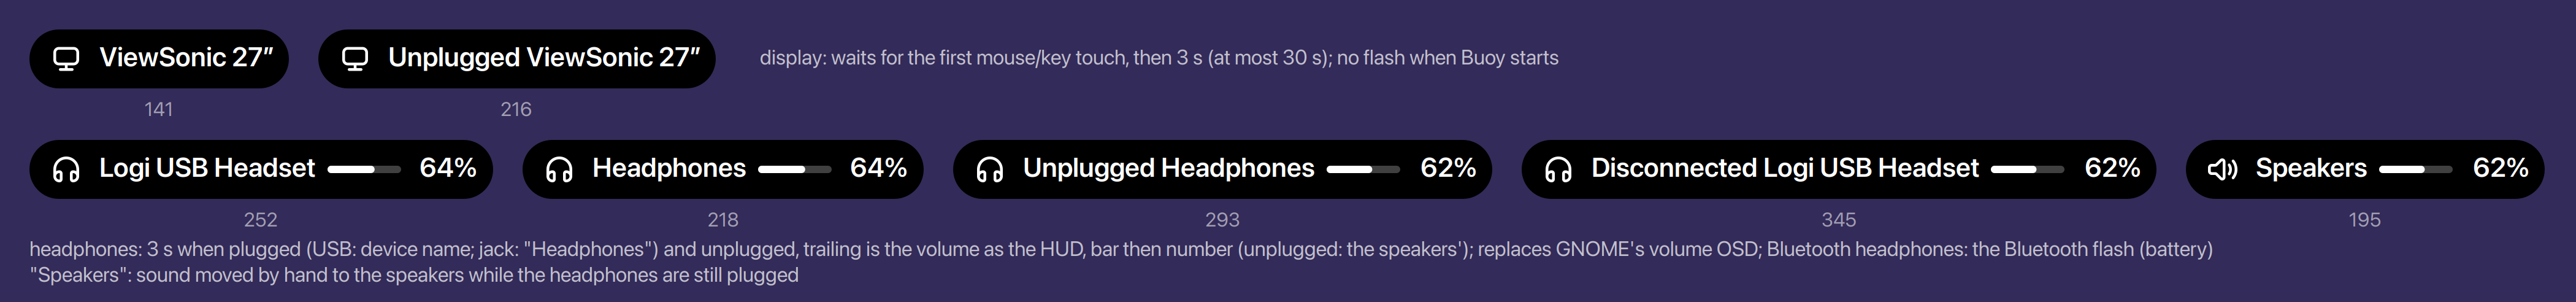 ViewSonic 27” Unplugged ViewSonic 27” display: waits for the first mouse/key touch, then 3 s (at most 30 s); no flash when Buoy starts
141 216
Logi USB Headset 64% Headphones 64% Unplugged Headphones 62% Disconnected Logi USB Headset 62% Speakers 62%
252 218 293 345 195
headphones: 3 s when plugged (USB: device name; jack: "Headphones") and unplugged, trailing is the volume as the HUD, bar then number (unplugged: the speakers'); replaces GNOME's volume OSD; Bluetooth headphones: the Bluetooth flash (battery)
"Speakers": sound moved by hand to the speakers while the headphones are still plugged